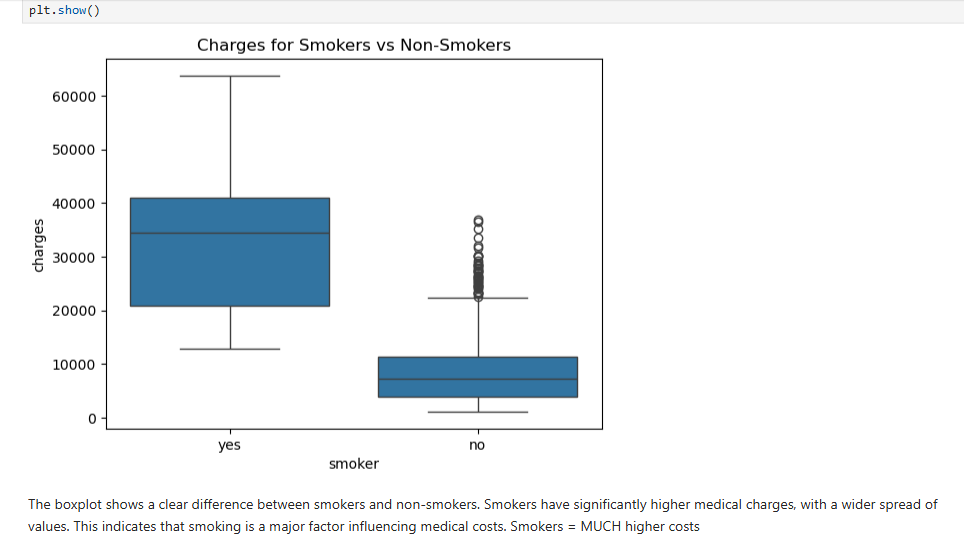 plt.show()
Charges for Smokers vs Non-Smokers
60000
50000
40000
30000
20000
10000
0
charges
yes
no
smoker
The boxplot shows a clear difference between smokers and non-smokers. Smokers have significantly higher medical charges, with a wider spread of
values. This indicates that smoking is a major factor influencing medical costs. Smokers = MUCH higher costs